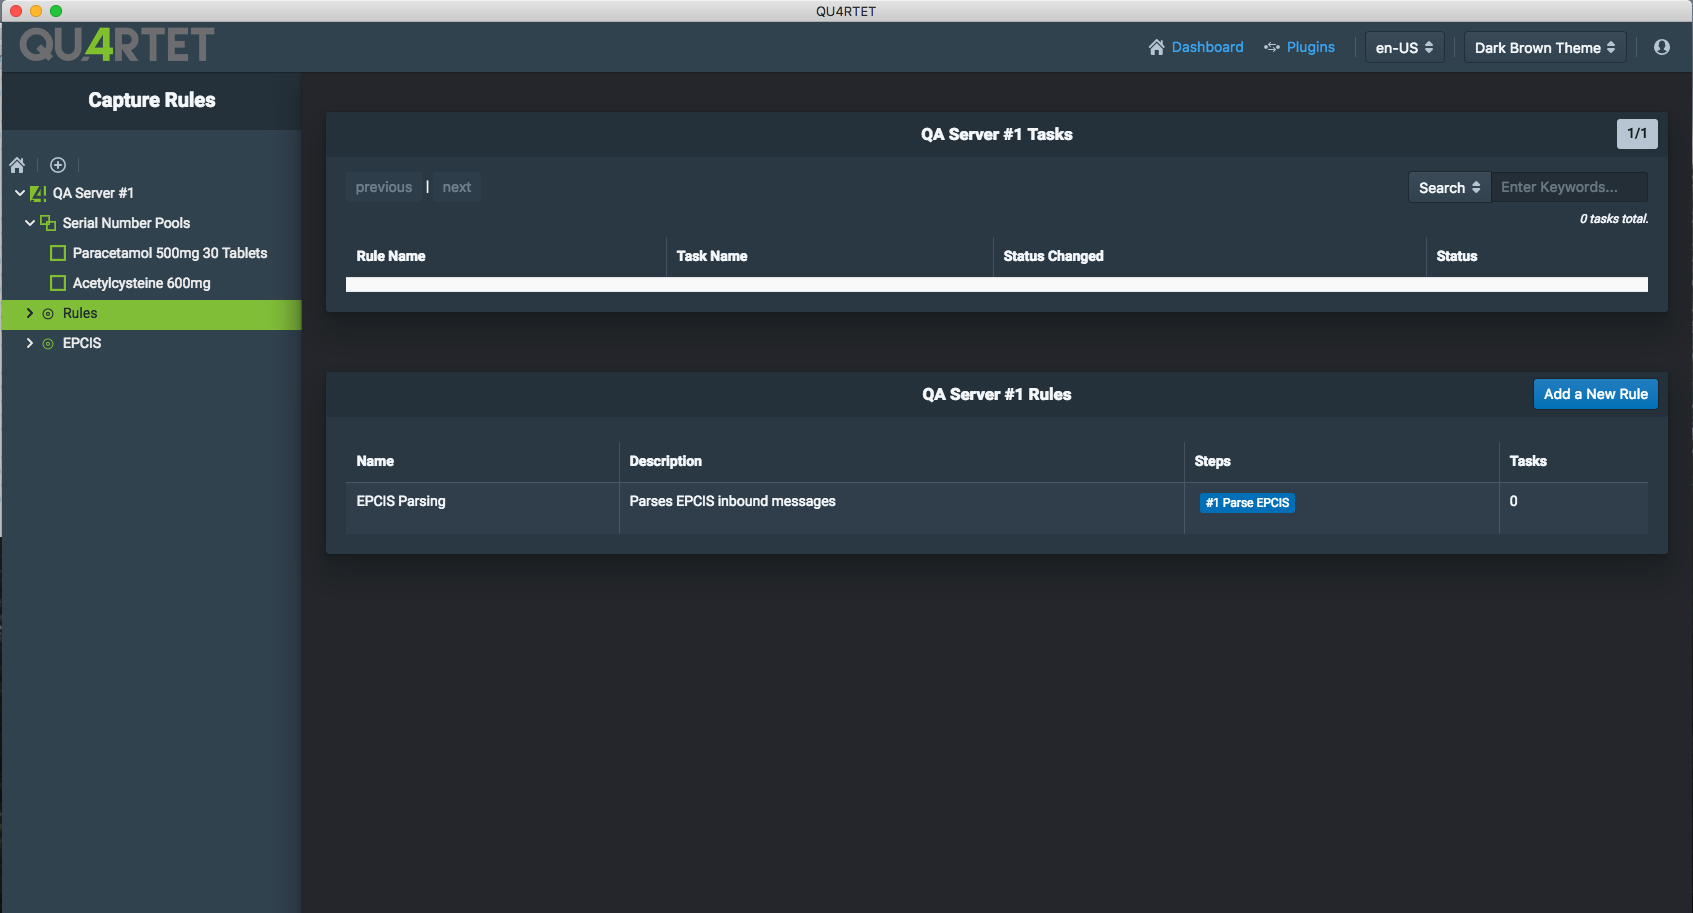 QU4RTET
QU4RTET
Dashboard
Plugins
en-US
Dark Brown Theme
Capture Rules
QA Server #1
Serial Number Pools
Paracetamol 500mg 30 Tablets
Acetylcysteine 600mg
Rules
EPCIS
QA Server #1 Tasks
1/1
previous | next
Search
Enter Keywords...
0 tasks total.
Rule Name Task Name Status Changed Status
QA Server #1 Rules
Add a New Rule
Name Description Steps Tasks
EPCIS Parsing Parses EPCIS inbound messages #1 Parse EPCIS 0